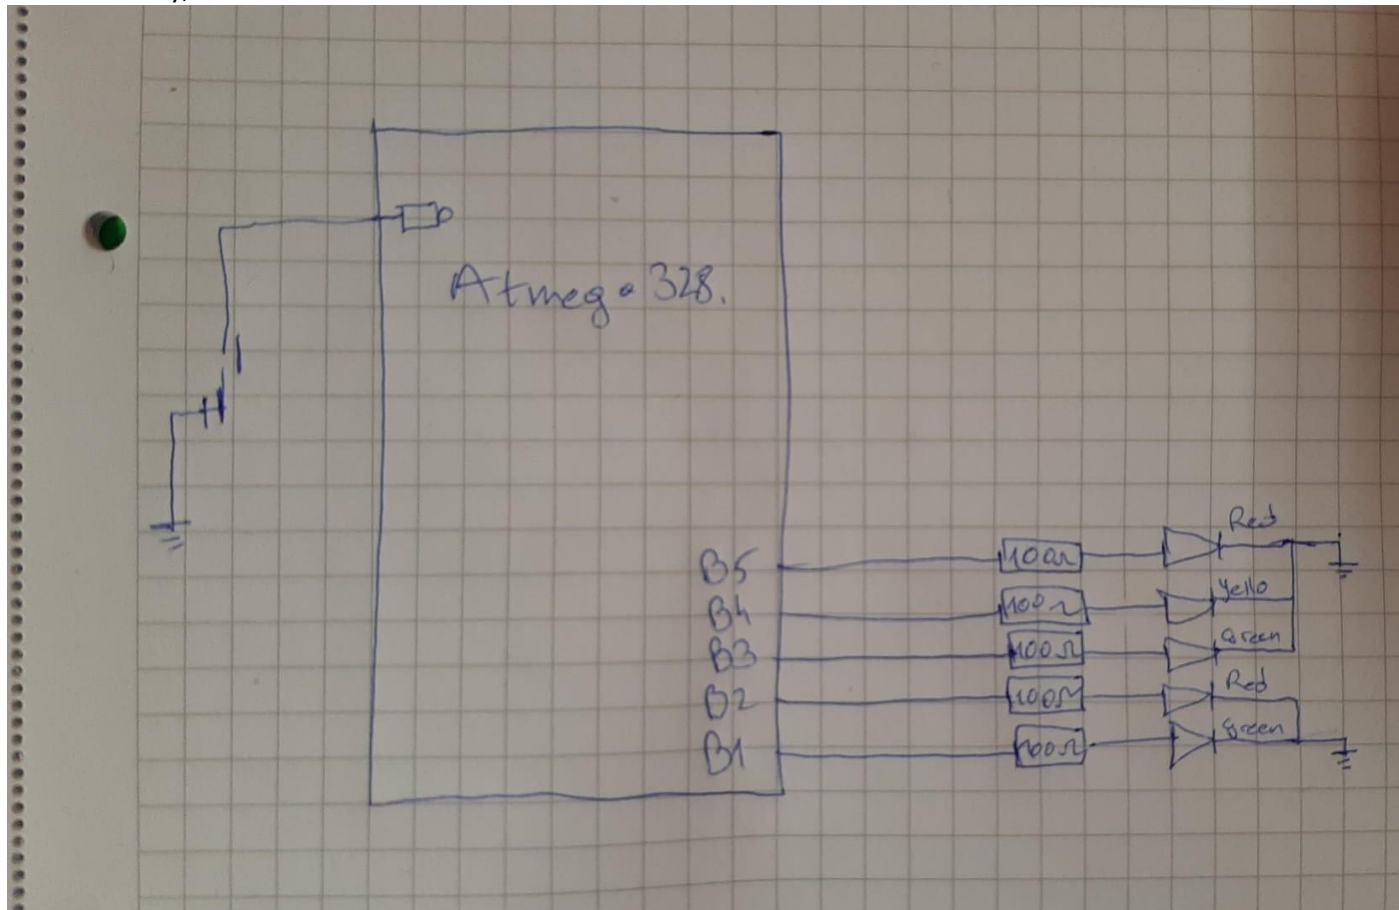 Atmega 328.
B5 100Ω Red
B4 100Ω Yello
B3 100Ω Green
B2 100Ω Red
B1 100Ω Green